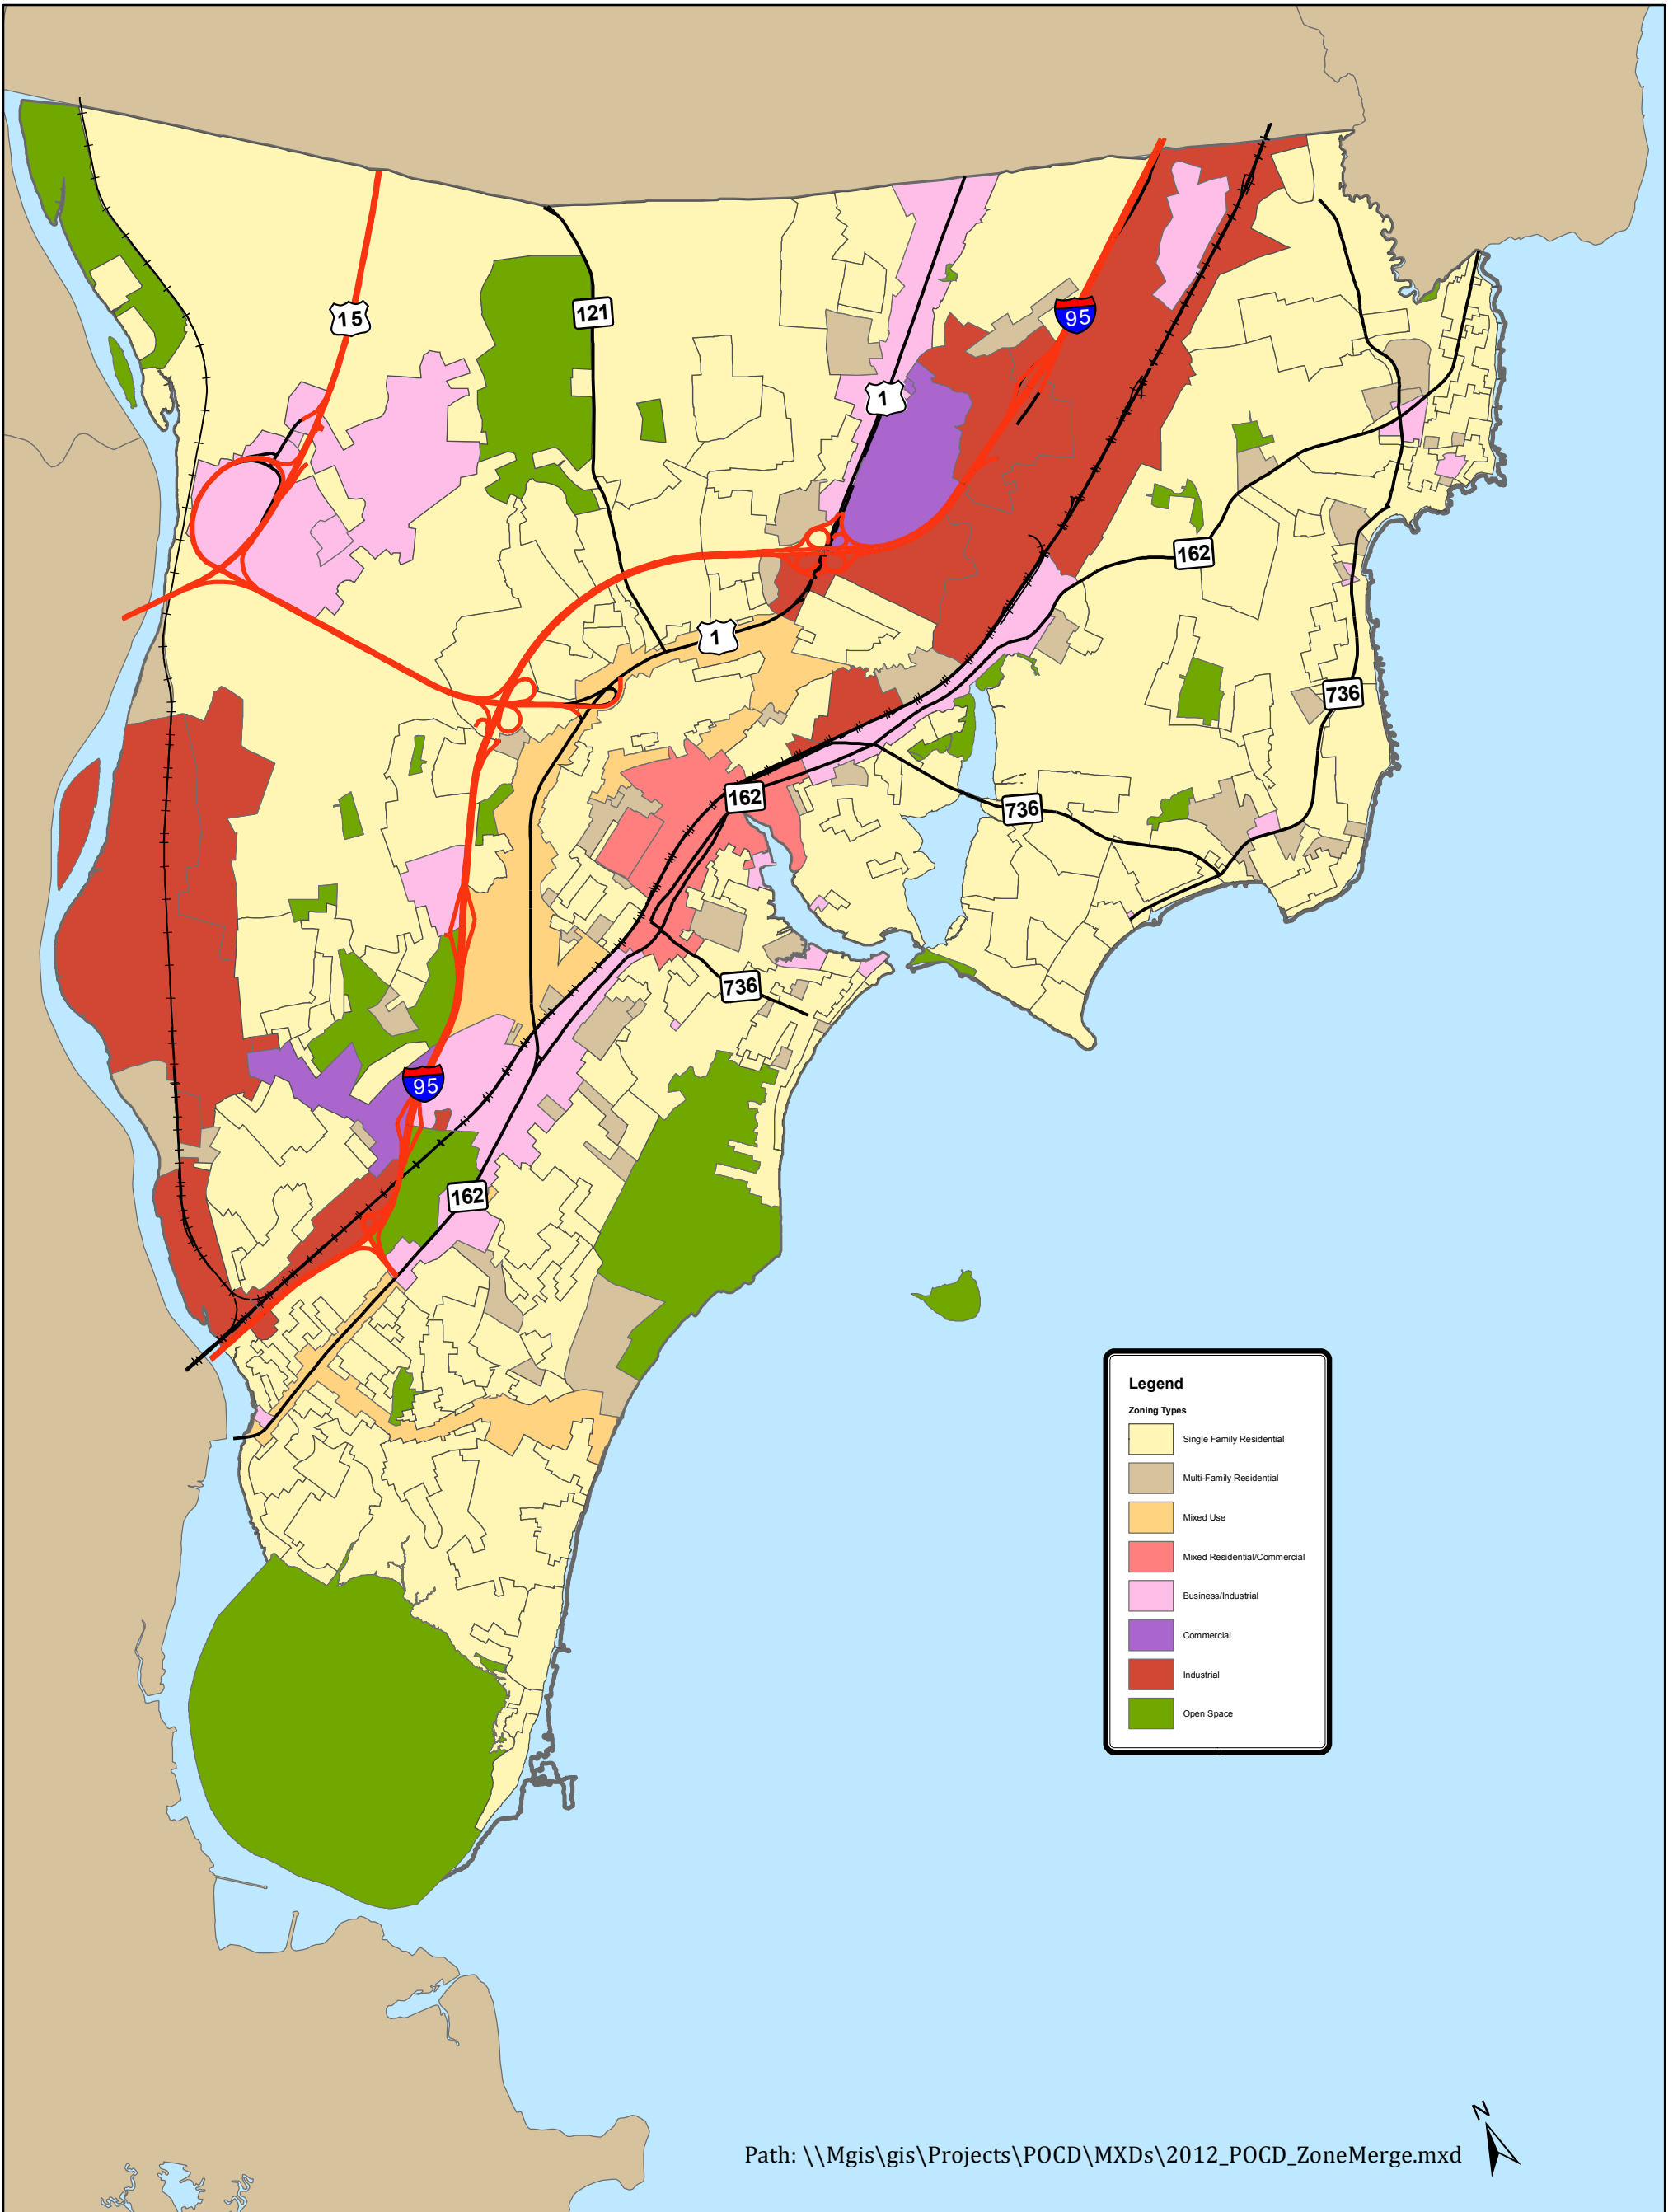 15
121
95
1
162
1
736
162
736
736
95
162
Legend
Zoning Types
Single Family Residential
Multi-Family Residential
Mixed Use
Mixed Residential/Commercial
Business/Industrial
Commercial
Industrial
Open Space
N
Path: \\Mgis\gis\Projects\POCD\MXDs\2012_POCD_ZoneMerge.mxd